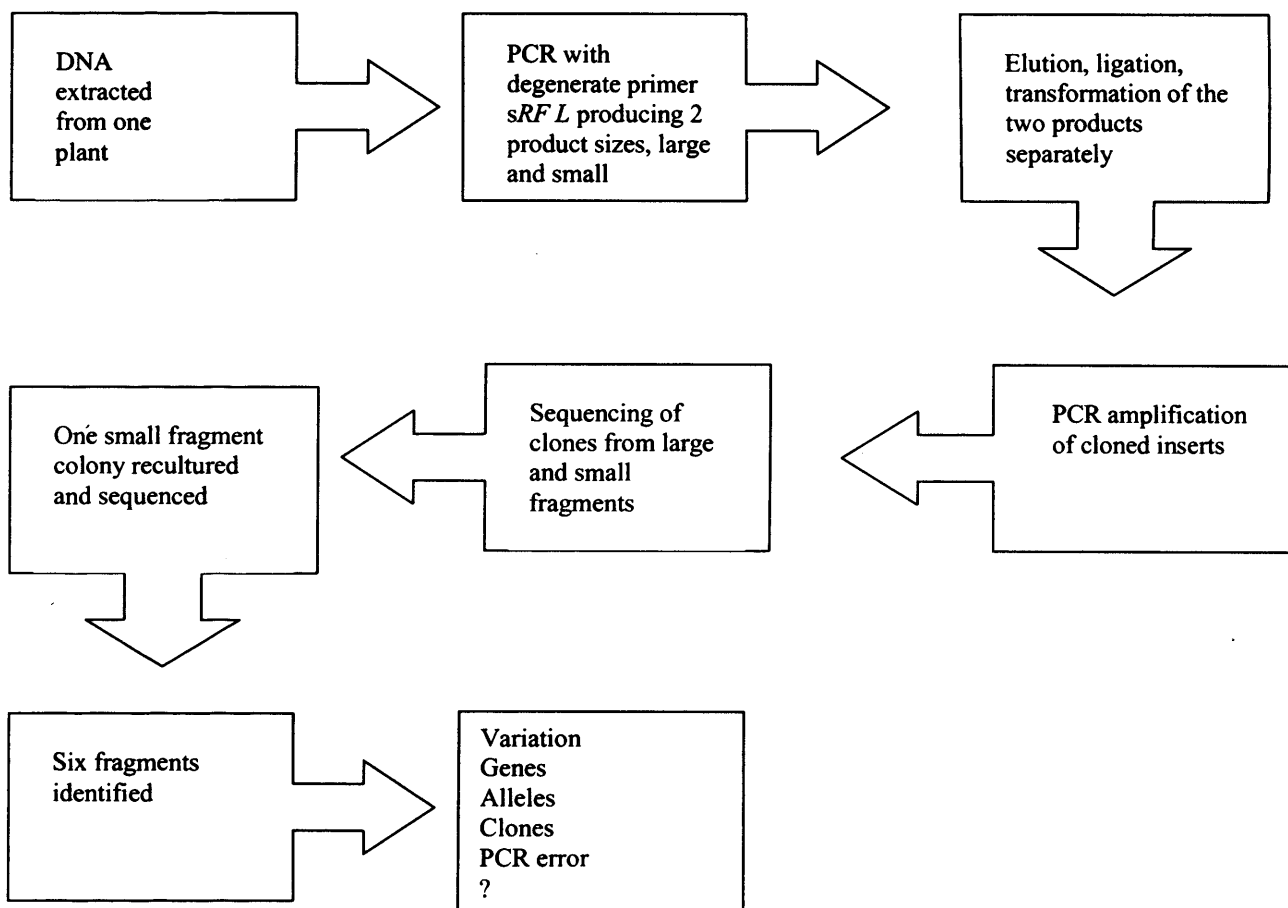 DNA
extracted
from one
plant
PCR with
degenerate primer
sRF L producing 2
product sizes, large
and small
Elution, ligation,
transformation of the
two products
separately
PCR amplification
of cloned inserts
Sequencing of
clones from large
and small
fragments
One small fragment
colony recultured
and sequenced
Six fragments
identified
Variation
Genes
Alleles
Clones
PCR error
?